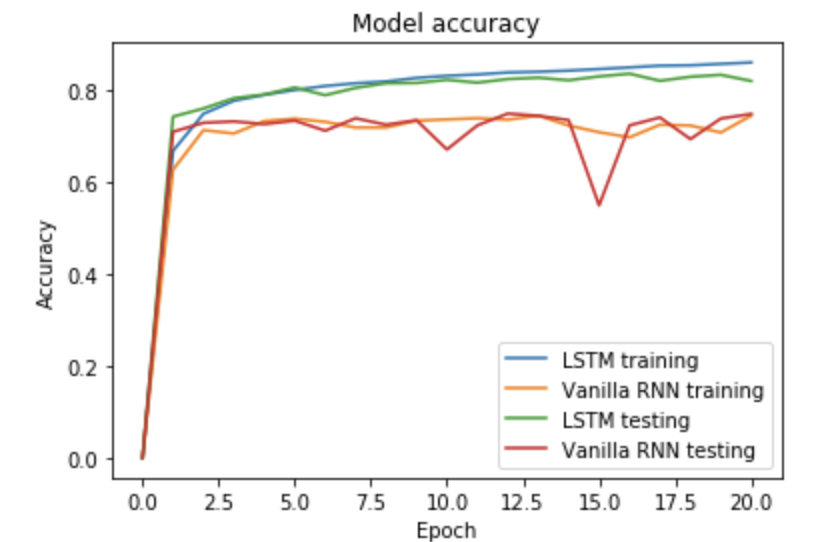 Model accuracy
0.8
0.6
0.4
0.2
0.0
Accuracy
LSTM training
Vanilla RNN training
LSTM testing
Vanilla RNN testing
0.0 2.5 5.0 7.5 10.0 12.5 15.0 17.5 20.0
Epoch